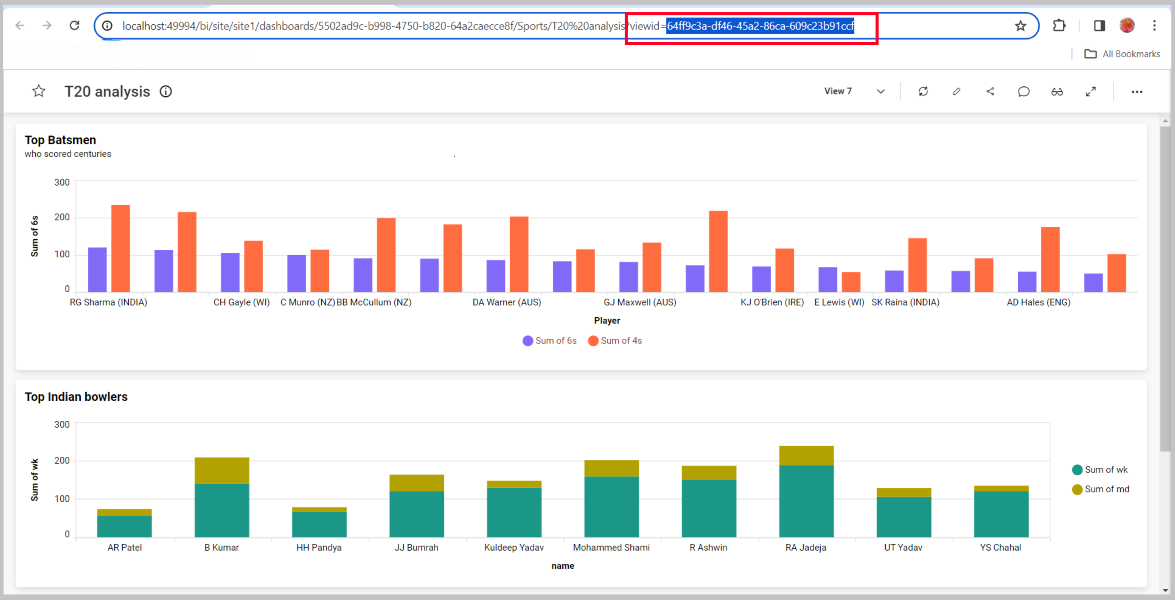 localhost:49994/bi/site/site1/dashboards/5502ad9c-b998-4750-b820-64a2caecce8f/Sports/T20%20analysis?viewid=64ff9c3a-df46-45a2-86ca-609c23b91ccf
All Bookmarks
T20 analysis
View 7
Top Batsmen
who scored centuries
300
200
100
0
Sum of 6s
RG Sharma (INDIA) CH Gayle (WI) C Munro (NZ) BB McCullum (NZ) DA Warner (AUS) GJ Maxwell (AUS) KJ O'Brien (IRE) E Lewis (WI) SK Raina (INDIA) AD Hales (ENG)
Player
Sum of 6s Sum of 4s
Top Indian bowlers
300
200
100
0
Sum of wk
Sum of wk
Sum of md
AR Patel B Kumar HH Pandya JJ Bumrah Kuldeep Yadav Mohammed Shami R Ashwin RA Jadeja UT Yadav YS Chahal
name